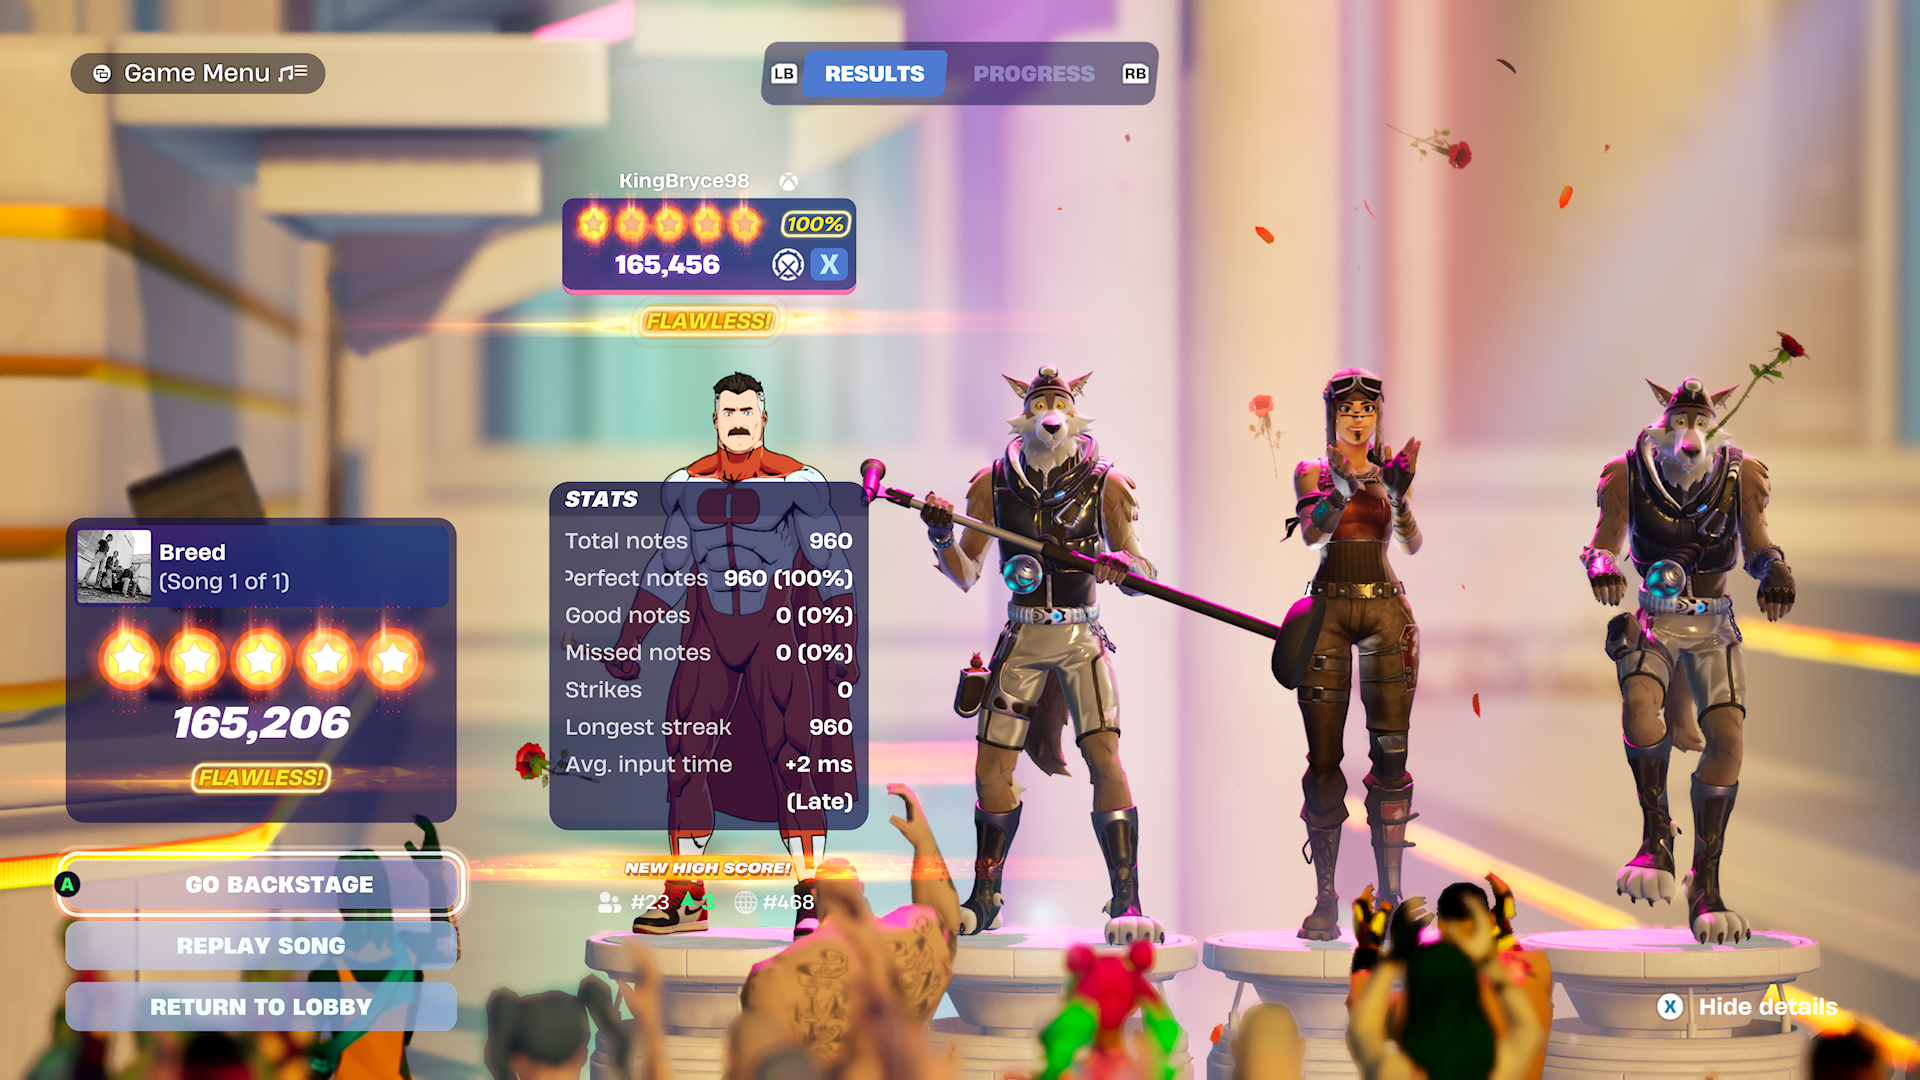 Game Menu
LB RESULTS PROGRESS RB
KingBryce98
100%
165,456 X
FLAWLESS!
STATS
Total notes 960
Perfect notes 960 (100%)
Good notes 0 (0%)
Missed notes 0 (0%)
Strikes 0
Longest streak 960
Avg. input time +2 ms
(Late)
NEW HIGH SCORE!
#23 3 #468
Breed
(Song 1 of 1)
165,206
FLAWLESS!
A GO BACKSTAGE
REPLAY SONG
RETURN TO LOBBY
X Hide details